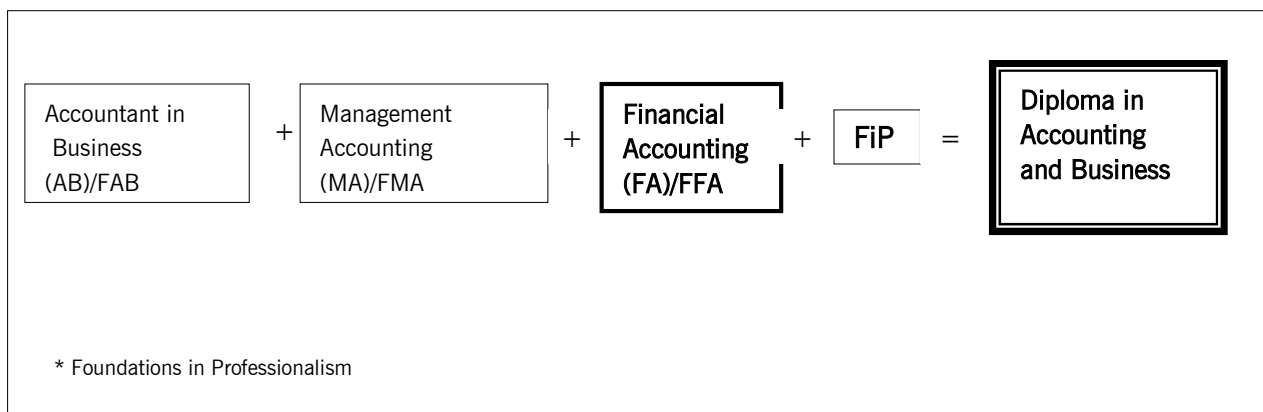 Accountant in
Business
(AB)/FAB
+
Management
Accounting
(MA)/FMA
+
Financial
Accounting
(FA)/FFA
+
FiP
=
Diploma in
Accounting
and Business
* Foundations in Professionalism